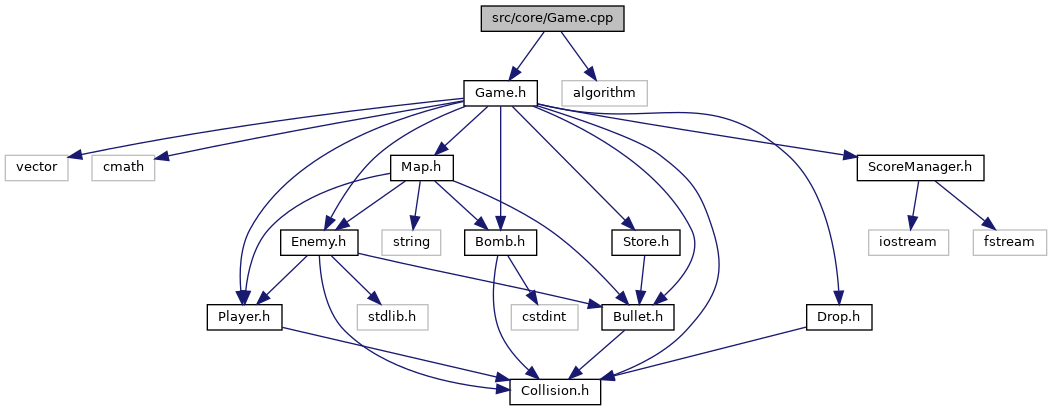 src/core/Game.cpp
Game.h
algorithm
vector
cmath
Map.h
ScoreManager.h
Enemy.h
string
Bomb.h
Store.h
iostream
fstream
Player.h
stdlib.h
cstdint
Bullet.h
Drop.h
Collision.h